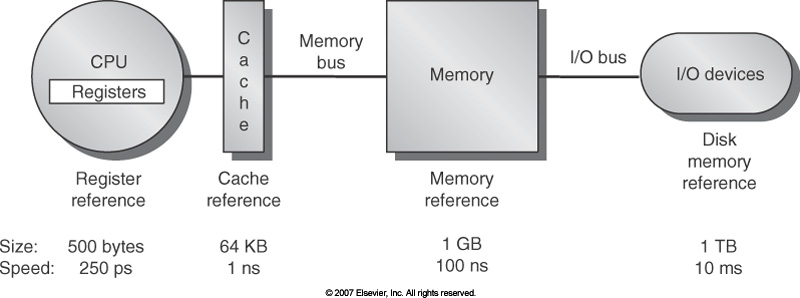 CPU
Registers
Cache
Memory
bus
Memory
I/O bus
I/O devices
Register
reference
Cache
reference
Memory
reference
Disk
memory
reference
Size: 500 bytes 64 KB 1 GB 1 TB
Speed: 250 ps 1 ns 100 ns 10 ms
© 2007 Elsevier, Inc. All rights reserved.